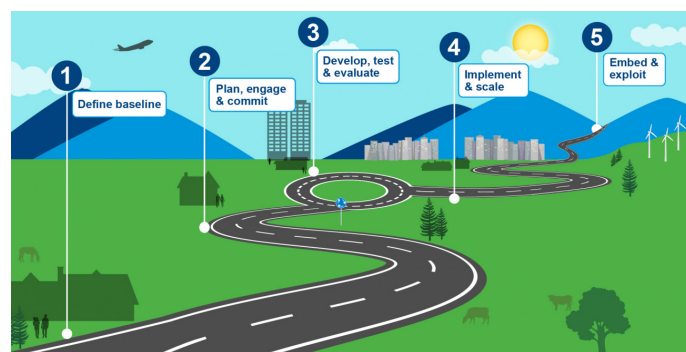 1
Define baseline
2
Plan, engage
& commit
3
Develop, test
& evaluate
4
Implement
& scale
5
Embed &
exploit